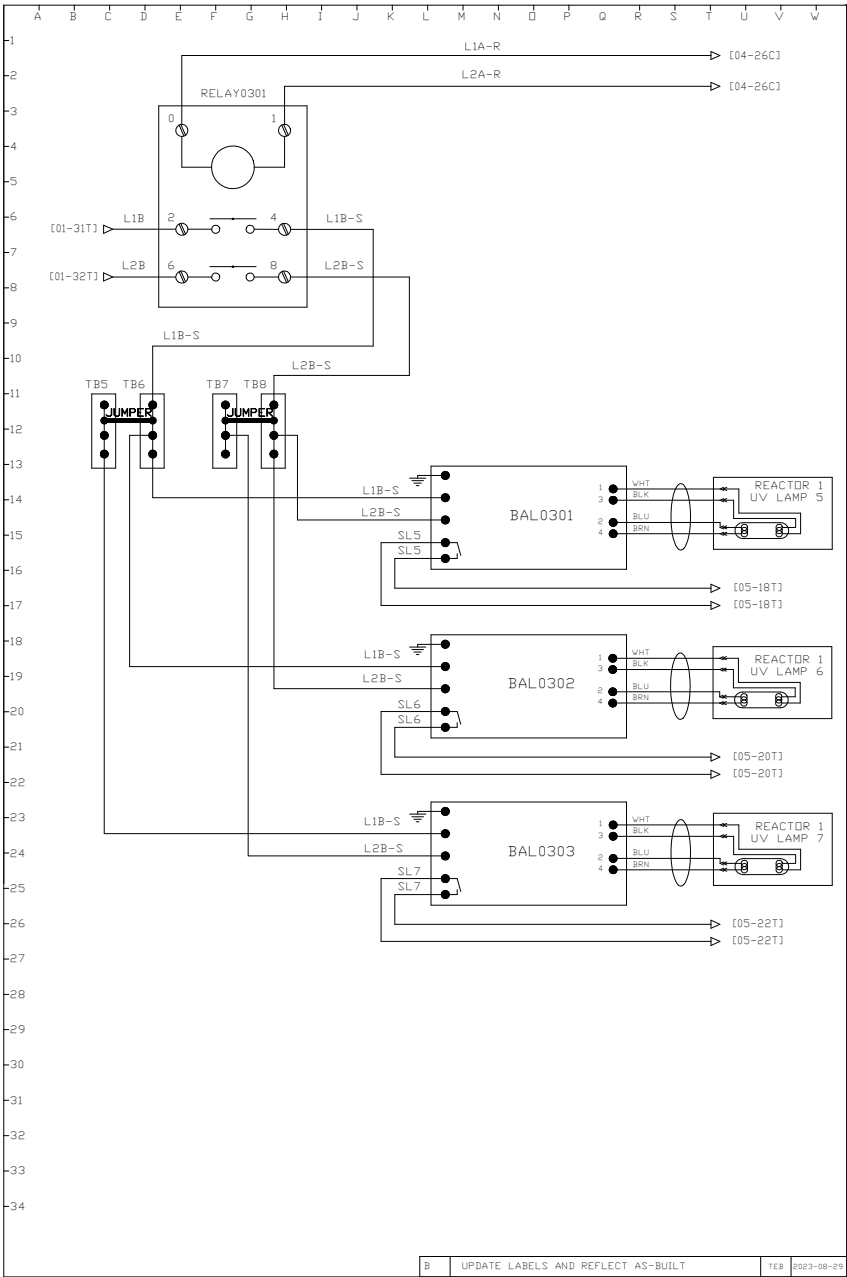 A B C D E F G H I J K L M N O P Q R S T U V W
1
2
3
4
5
6
7
8
9
10
11
12
13
14
15
16
17
18
19
20
21
22
23
24
25
26
27
28
29
30
31
32
33
34
L1A-R
[04-26C]
L2A-R
[04-26C]
RELAY0301
0 1
[01-31T] L1B 2 4 L1B-S
[01-32T] L2B 6 8 L2B-S
L1B-S
L2B-S
TB5 TB6 TB7 TB8
JUMPER JUMPER
L1B-S
L2B-S
SL5
SL5
BAL0301
1 WHT
3 BLK
2 BLU
4 BRN
REACTOR 1
UV LAMP 5
[05-18T]
[05-18T]
L1B-S
L2B-S
SL6
SL6
BAL0302
1 WHT
3 BLK
2 BLU
4 BRN
REACTOR 1
UV LAMP 6
[05-20T]
[05-20T]
L1B-S
L2B-S
SL7
SL7
BAL0303
1 WHT
3 BLK
2 BLU
4 BRN
REACTOR 1
UV LAMP 7
[05-22T]
[05-22T]
B UPDATE LABELS AND REFLECT AS-BUILT TEB 2023-08-29